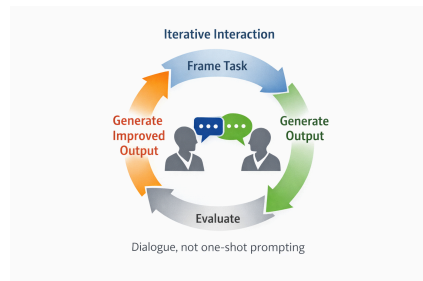 Iterative Interaction
Frame Task
Generate
Output
Evaluate
Generate
Improved
Output
Dialogue, not one-shot prompting